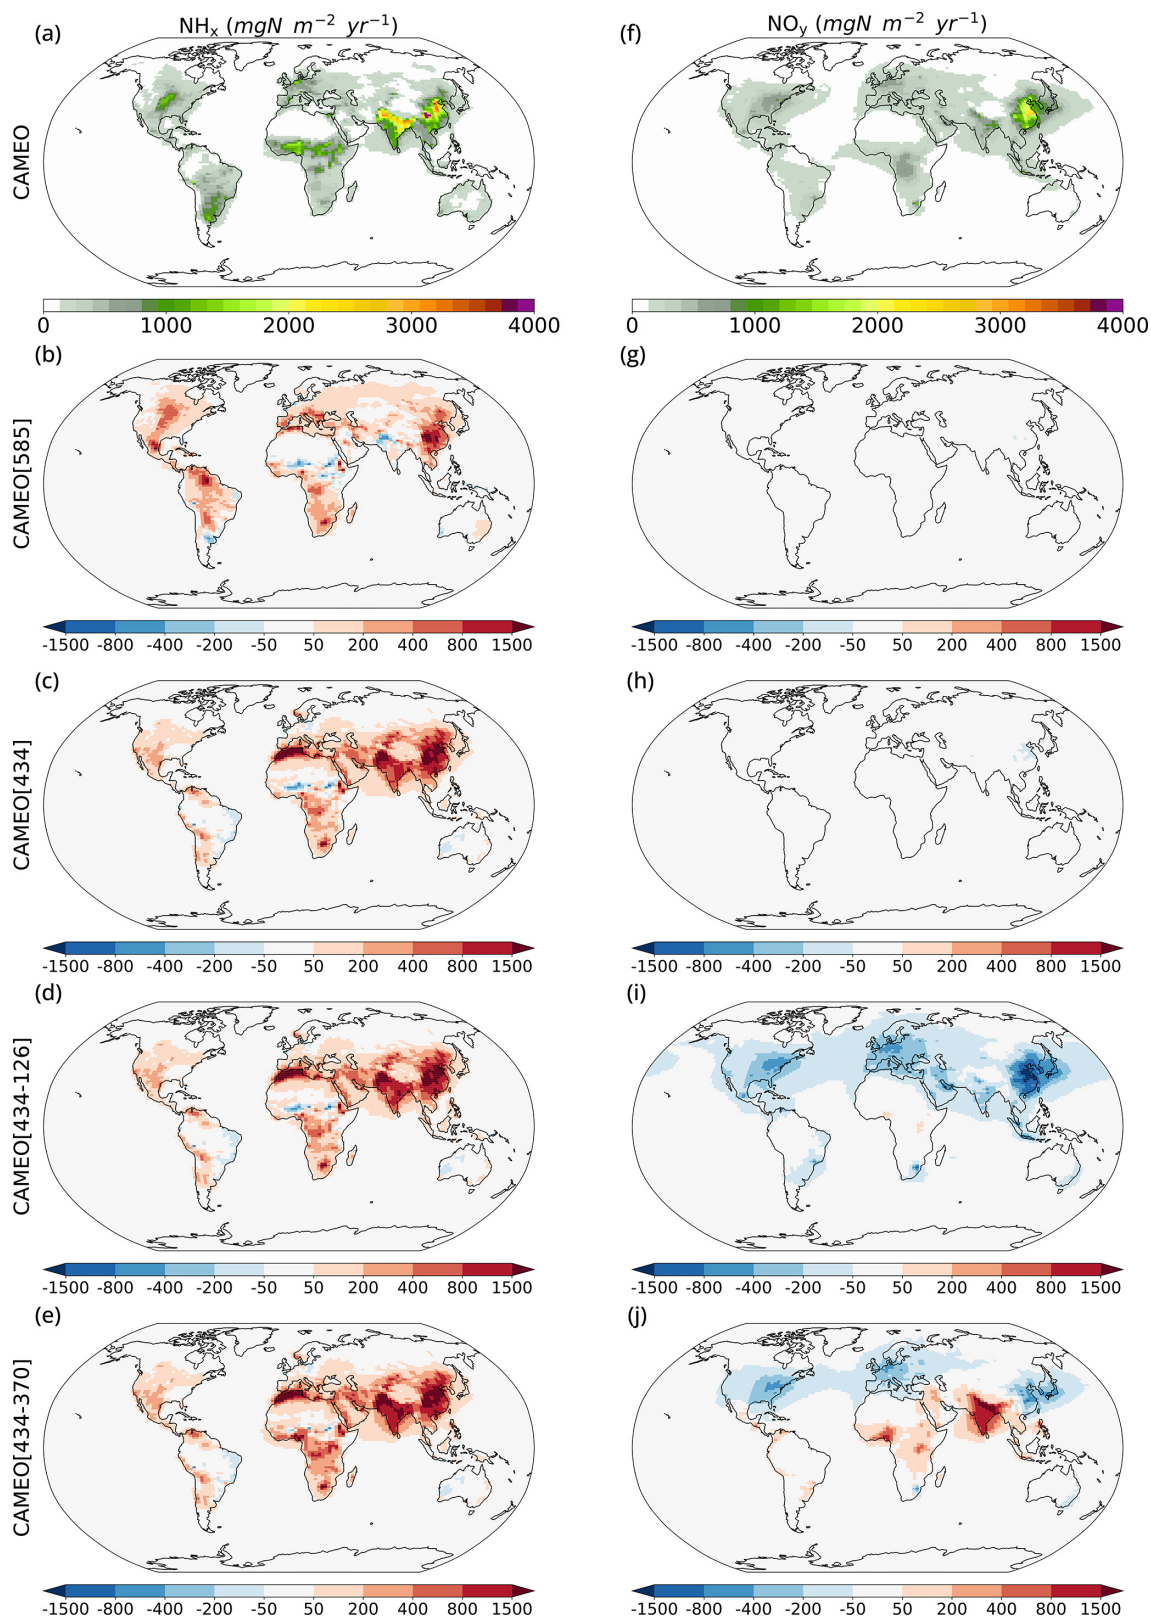 (a) NHₓ (mgN m⁻² yr⁻¹)
(f) NOᵧ (mgN m⁻² yr⁻¹)
CAMEO
0 1000 2000 3000 4000
0 1000 2000 3000 4000
(b)
(g)
CAMEO[585]
-1500 -800 -400 -200 -50 50 200 400 885 1500
-1500 -800 -400 -200 -50 50 200 400 885 1500
(c)
(h)
CAMEO[434]
-1500 -800 -400 -200 -50 50 200 400 800 1500
-1500 -800 -400 -200 -50 50 200 400 800 1500
(d)
(i)
CAMEO[434-126]
-1500 -800 -400 -200 -50 50 200 400 800 1500
-1500 -800 -400 -200 -50 50 200 400 800 1500
(e)
(j)
CAMEO[434-370]
-1500 -800 -400 -200 -50 50 200 400 800 1500
-1500 -800 -400 -200 -50 50 200 400 800 1500